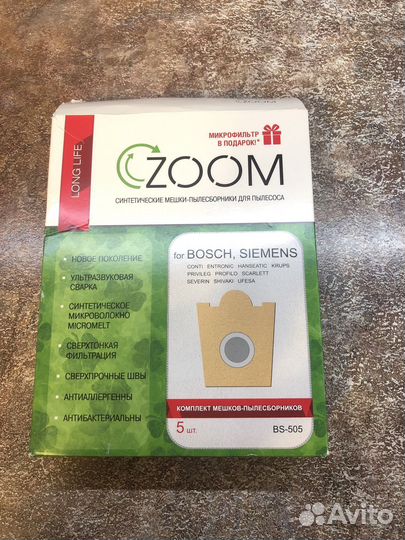 LONG LIFE
МИКРОФИЛЬТР
В ПОДАРОК!*
ZOOM
СИНТЕТИЧЕСКИЕ МЕШКИ-ПЫЛЕСБОРНИКИ ДЛЯ ПЫЛЕСОСА
НОВОЕ ПОКОЛЕНИЕ
УЛЬТРАЗВУКОВАЯ
СВАРКА
СИНТЕТИЧЕСКОЕ
МИКРОВОЛОКНО
MICROMELT
СВЕРХТОНКАЯ
ФИЛЬТРАЦИЯ
СВЕРХПРОЧНЫЕ ШВЫ
АНТИАЛЛЕРГЕННЫ
АНТИБАКТЕРИАЛЬНЫ
for BOSCH, SIEMENS
CONTI ENTRONIC HANSEATIC KRUPS
PRIVILEG PROFILO SCARLETT
SEVERIN SHIVAKI UFESA
КОМПЛЕКТ МЕШКОВ-ПЫЛЕСБОРНИКОВ
5 шт.
BS-505
Avito